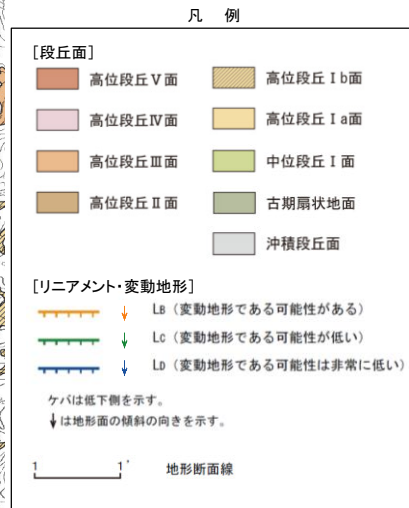 凡 例
[段丘面]
高位段丘Ⅴ面
高位段丘Ⅳ面
高位段丘Ⅲ面
高位段丘Ⅱ面
高位段丘Ⅰb面
高位段丘Ⅰa面
中位段丘Ⅰ面
古期扇状地面
沖積段丘面
[リニアメント・変動地形]
LB（変動地形である可能性がある）
LC（変動地形である可能性が低い）
LD（変動地形である可能性は非常に低い）
ケバは低下側を示す。
↓は地形面の傾斜の向きを示す。
1 1' 地形断面線